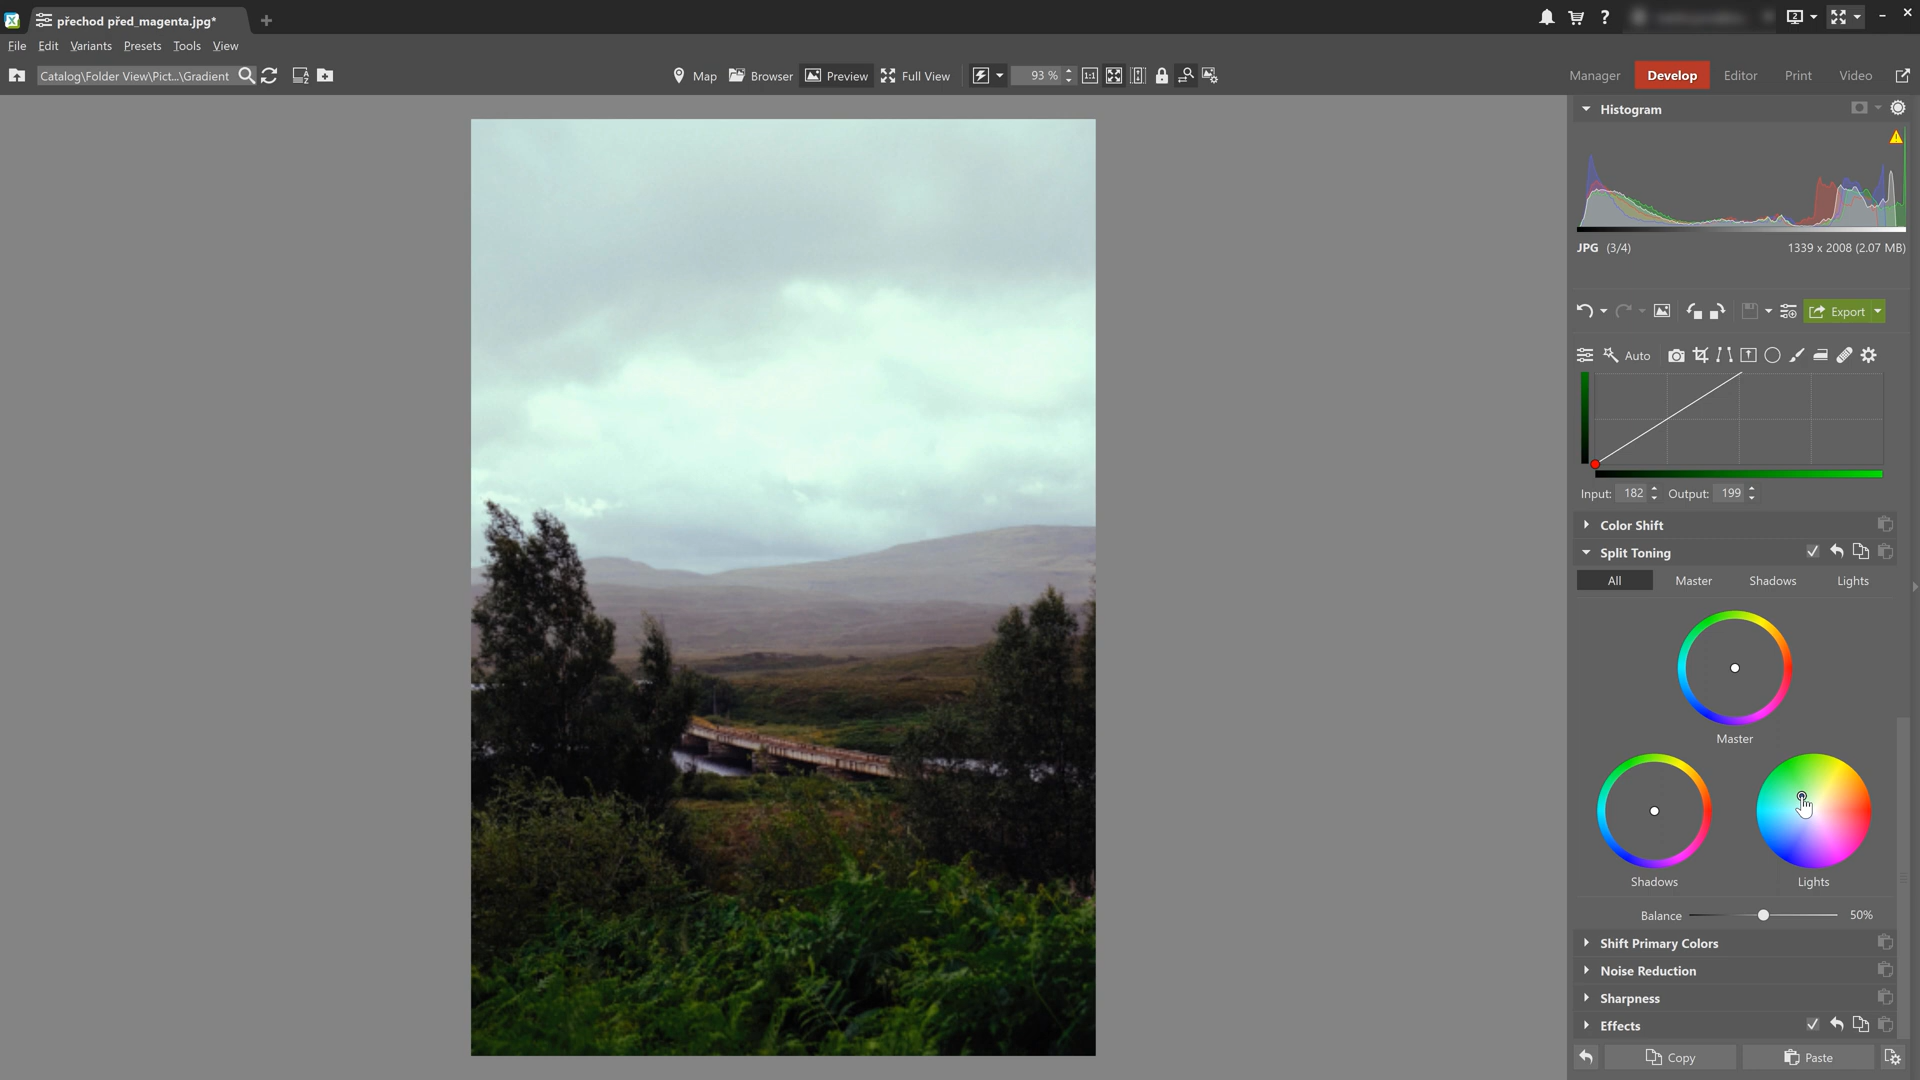 přechod před_magenta.jpg*
File Edit Variants Presets Tools View
Catalog\Folder View\Pict...\Gradient Map Browser Preview Full View 93 % 1:1 Manager Develop Editor Print Video
Histogram
JPG (3/4) 1339 x 2008 (2.07 MB)
Export
Auto
Input: 182 Output: 199
Color Shift
Split Toning
All Master Shadows Lights
Master
Shadows Lights
Balance 50%
Shift Primary Colors
Noise Reduction
Sharpness
Effects
Copy Paste